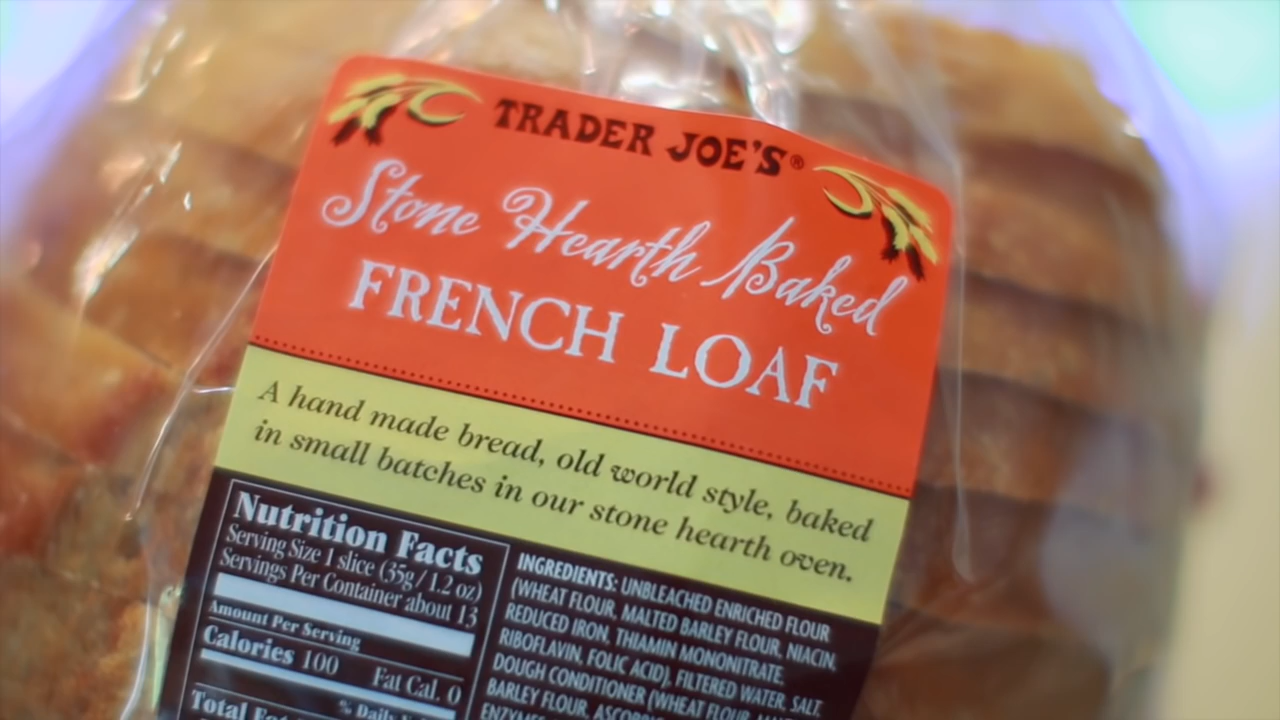 TRADER JOE'S®
Stone Hearth Baked
FRENCH LOAF
A hand made bread, old world style, baked
in small batches in our stone hearth oven.
Nutrition Facts
Serving Size 1 slice (35g/1.2 oz)
Servings Per Container about 13
Amount Per Serving
Calories 100 Fat Cal. 0
% Daily
Total
INGREDIENTS: UNBLEACHED ENRICHED FLOUR
(WHEAT FLOUR, MALTED BARLEY FLOUR, NIACIN,
REDUCED IRON, THIAMIN MONONITRATE,
RIBOFLAVIN, FOLIC ACID), FILTERED WATER, SALT,
DOUGH CONDITIONER (WHEAT FLOUR,
BARLEY FLOUR,